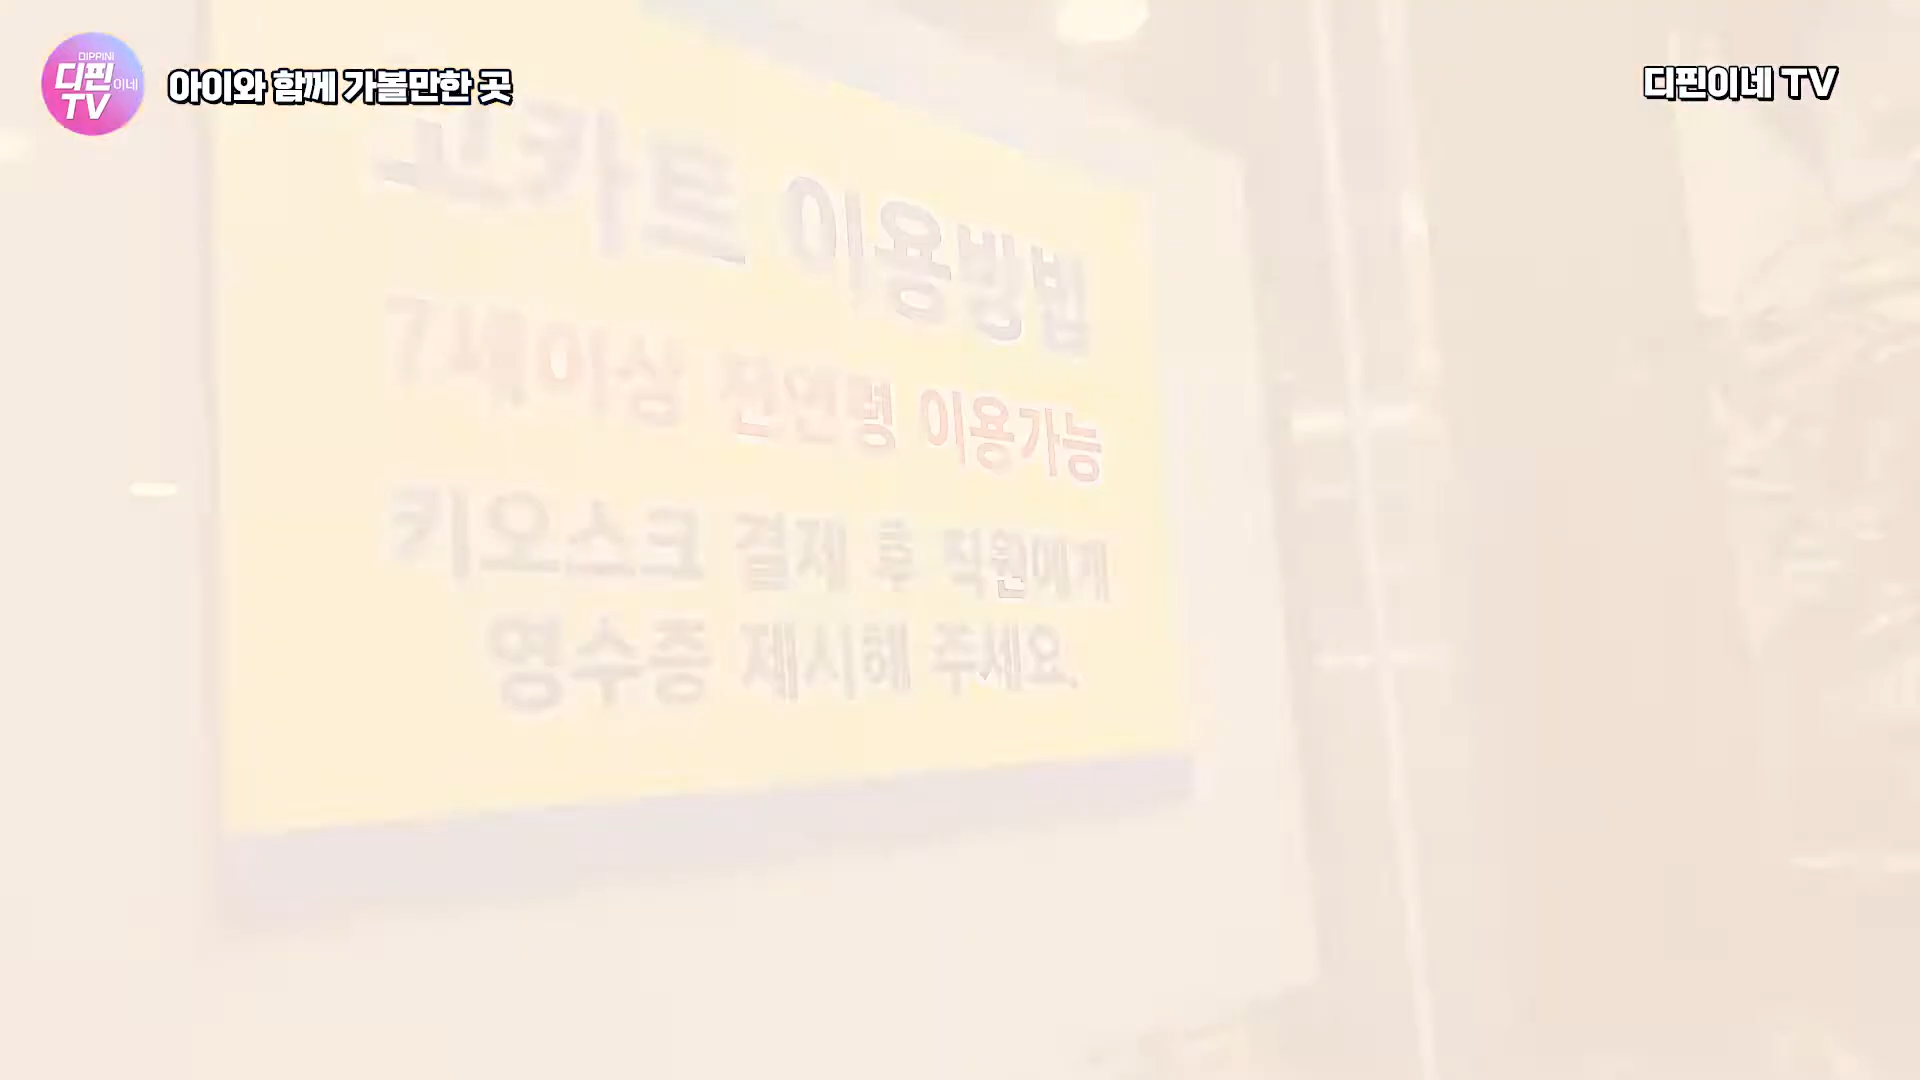 DIPPINI
디핀이네
TV
아이와 함께 가볼만한 곳
디핀이네 TV
고카트 이용방법
7세이상 전연령 이용가능
키오스크 결제 후 직원에게
영수증 제시해 주세요.